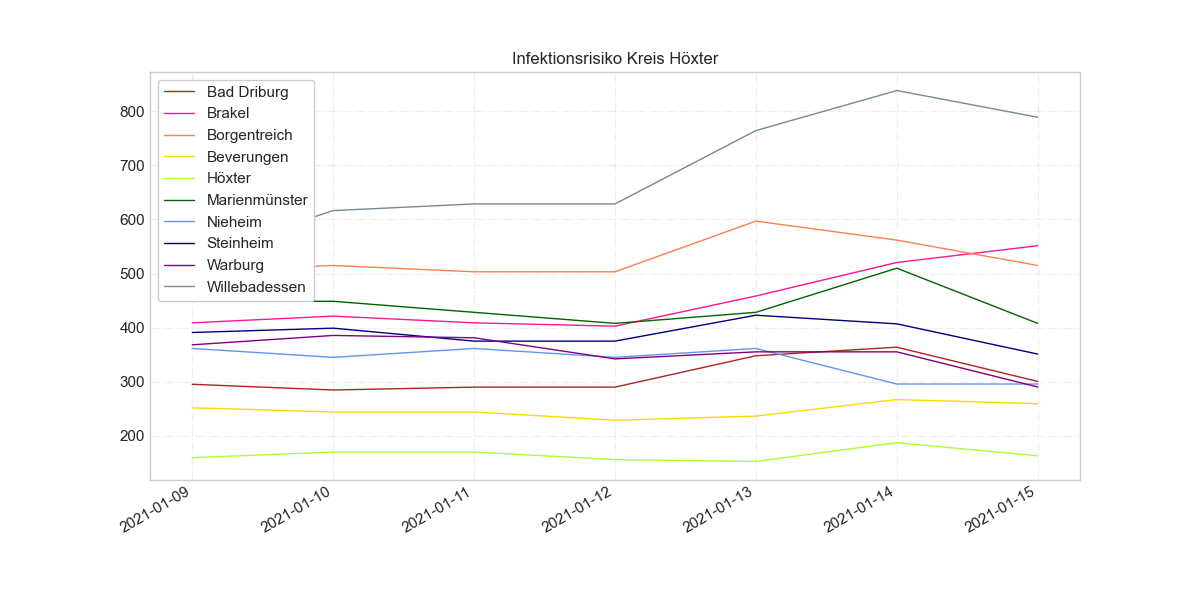 Infektionsrisiko Kreis Höxter
Bad Driburg
Brakel
Borgentreich
Beverungen
Höxter
Marienmünster
Nieheim
Steinheim
Warburg
Willebadessen
800
700
600
500
400
300
200
2021-01-09
2021-01-10
2021-01-11
2021-01-12
2021-01-13
2021-01-14
2021-01-15